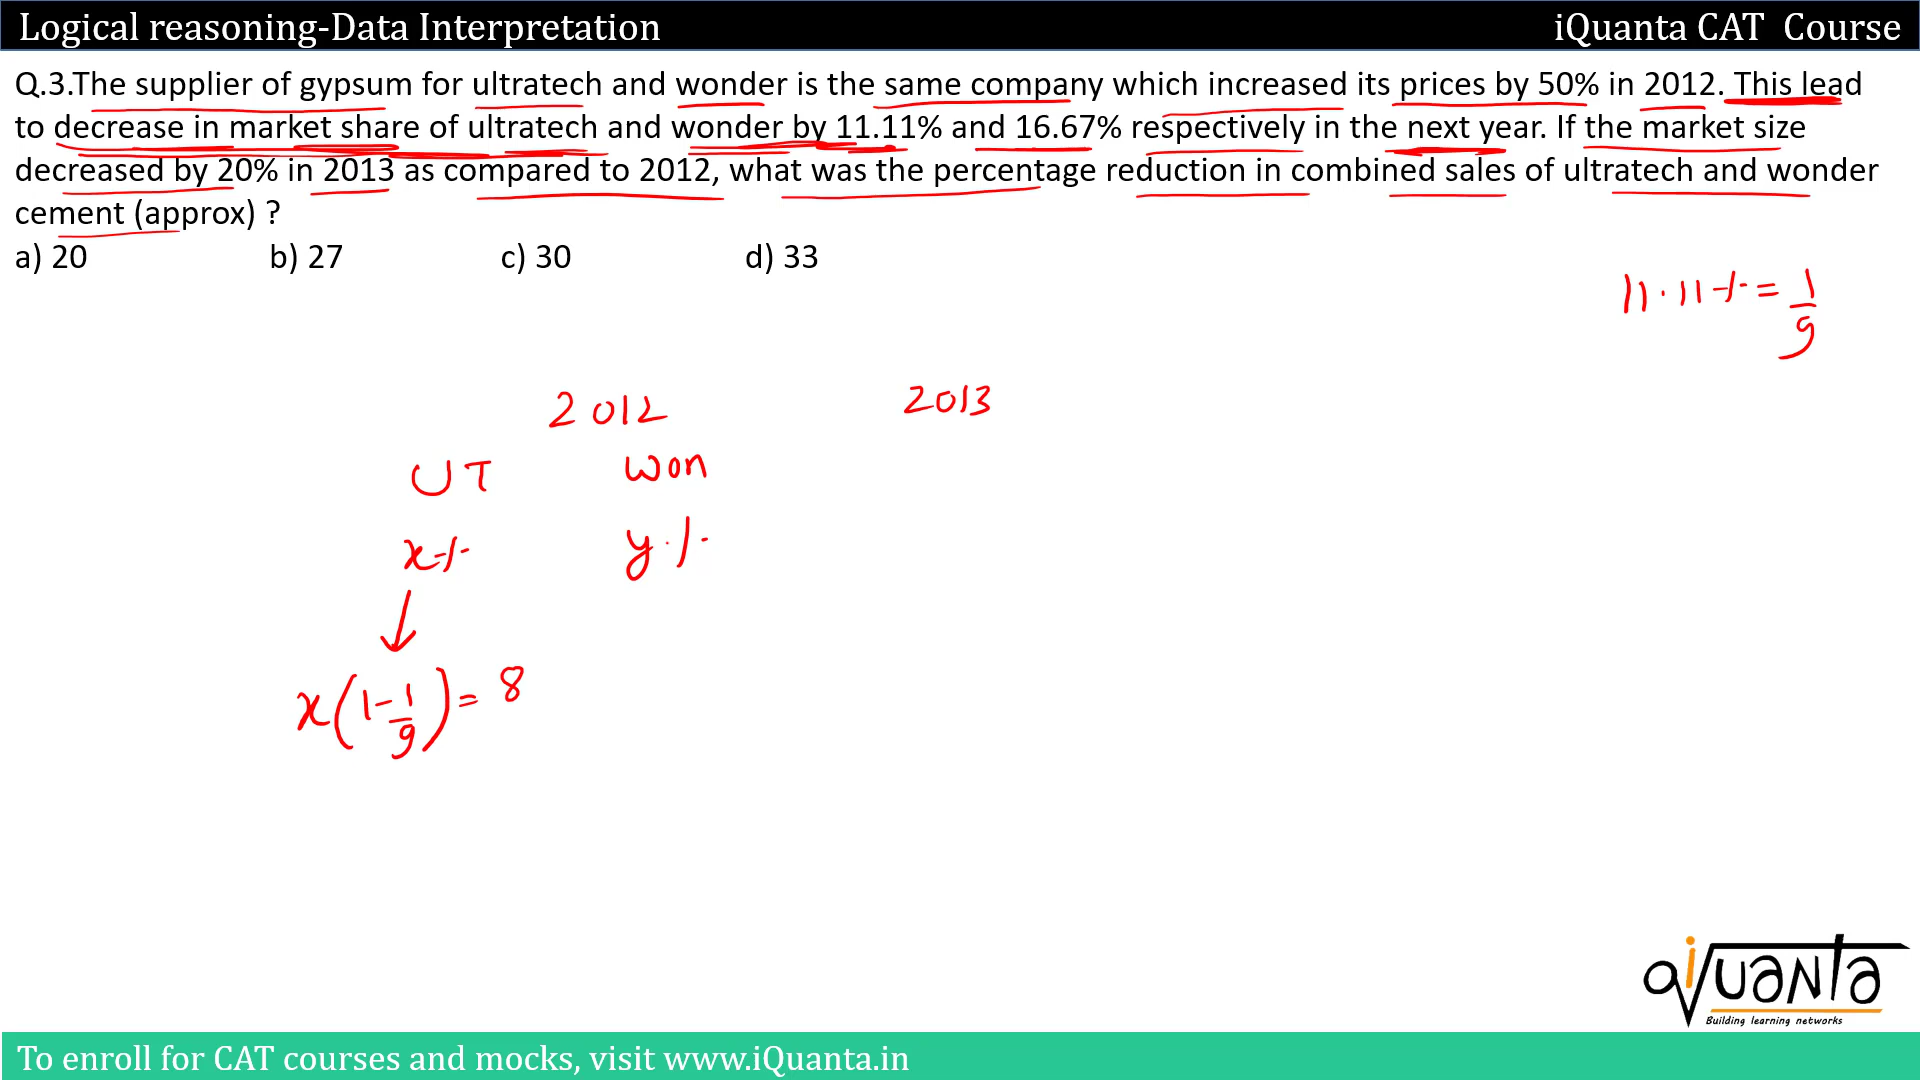 Logical reasoning-Data Interpretation
iQuanta CAT Course
Q.3.The supplier of gypsum for ultratech and wonder is the same company which increased its prices by 50% in 2012. This lead
to decrease in market share of ultratech and wonder by 11.11% and 16.67% respectively in the next year. If the market size
decreased by 20% in 2013 as compared to 2012, what was the percentage reduction in combined sales of ultratech and wonder
cement (approx) ?
a) 20 b) 27 c) 30 d) 33
11.11% = 1/9
2012 2013
UT Won
x% y%
x(1-1/9) = 8
iQuanta
Building learning networks
To enroll for CAT courses and mocks, visit www.iQuanta.in